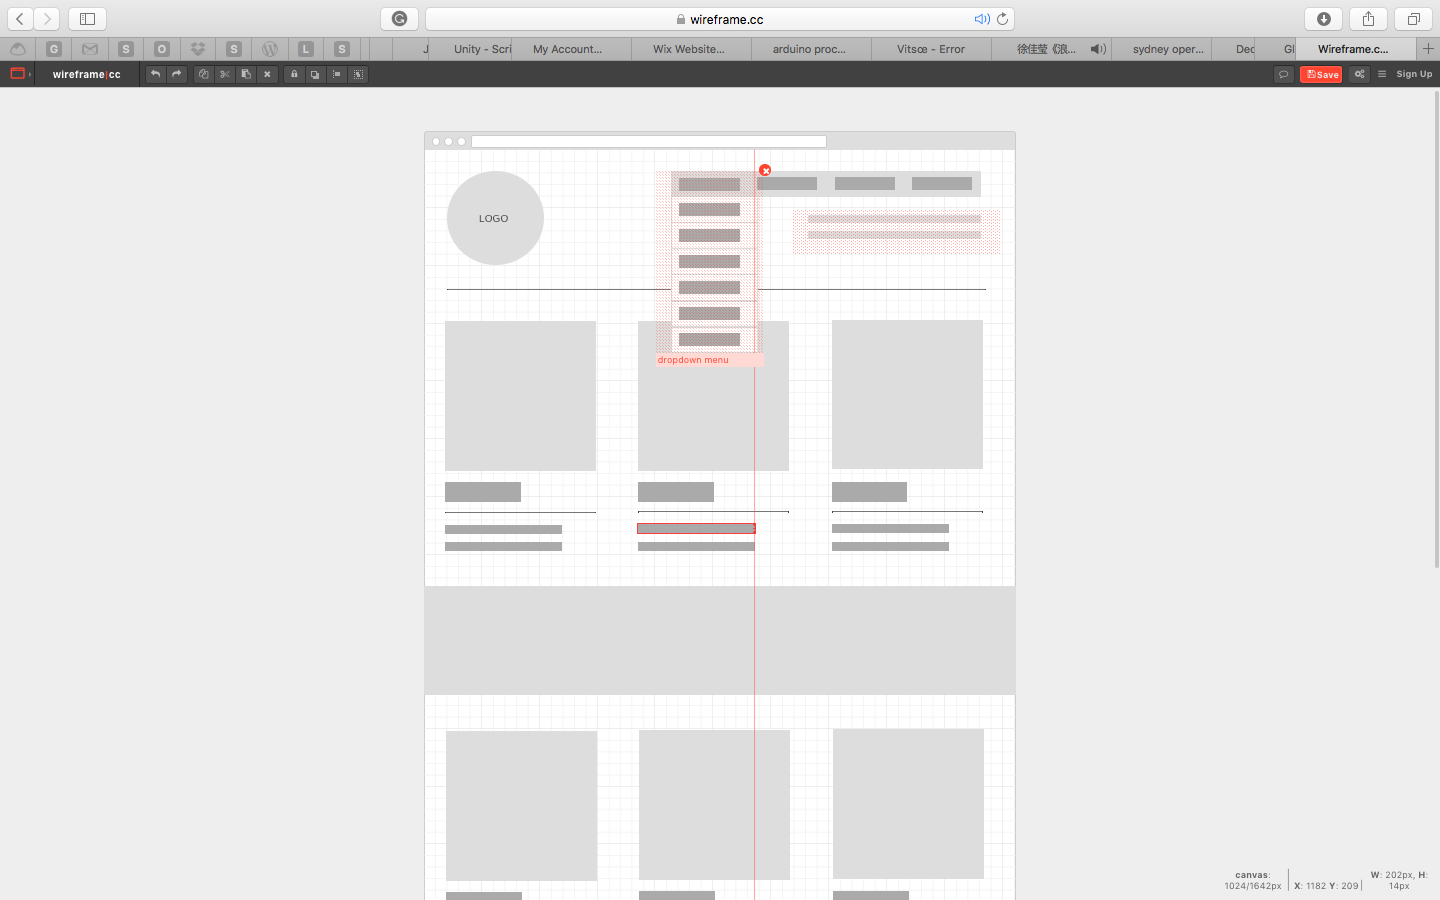 wireframe.cc
G
S
O
S
L
S
J
Unity - Scri
My Account...
Wix Website...
arduino proc...
Vitsœ - Error
徐佳莹《浪...
sydney oper...
Dec
Gl
Wireframe.c...
wireframe|cc
Save
Sign Up
LOGO
dropdown menu
canvas:
1024/1642px
X: 1182 Y: 209
W: 202px, H:
14px